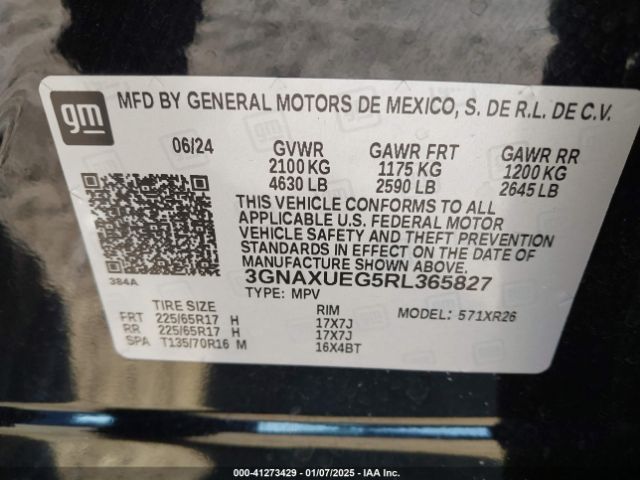 gm
MFD BY GENERAL MOTORS DE MEXICO, S. DE R.L. DE C.V.
06/24 GVWR GAWR FRT GAWR RR
2100 KG 1175 KG 1200 KG
4630 LB 2590 LB 2645 LB
THIS VEHICLE CONFORMS TO ALL
APPLICABLE U.S. FEDERAL MOTOR
VEHICLE SAFETY AND THEFT PREVENTION
STANDARDS IN EFFECT ON THE DATE OF
MANUFACTURE SHOWN ABOVE.
384A 3GNAXUEG5RL365827
TYPE: MPV
TIRE SIZE RIM MODEL: 571XR26
FRT 225/65R17 H 17X7J
RR 225/65R17 H 17X7J
SPA T135/70R16 M 16X4BT
000-41273429 - 01/07/2025 - IAA Inc.